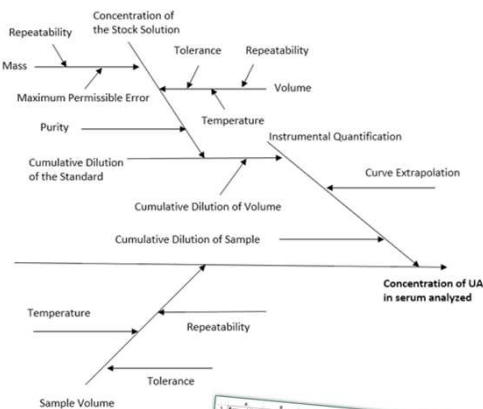 Concentration of
the Stock Solution
Repeatability
Tolerance
Repeatability
Mass
Maximum Permissible Error
Volume
Temperature
Purity
Instrumental Quantification
Cumulative Dilution
of the Standard
Curve Extrapolation
Cumulative Dilution of Volume
Cumulative Dilution of Sample
Concentration of UA
in serum analyzed
Temperature
Repeatability
Tolerance
Sample Volume